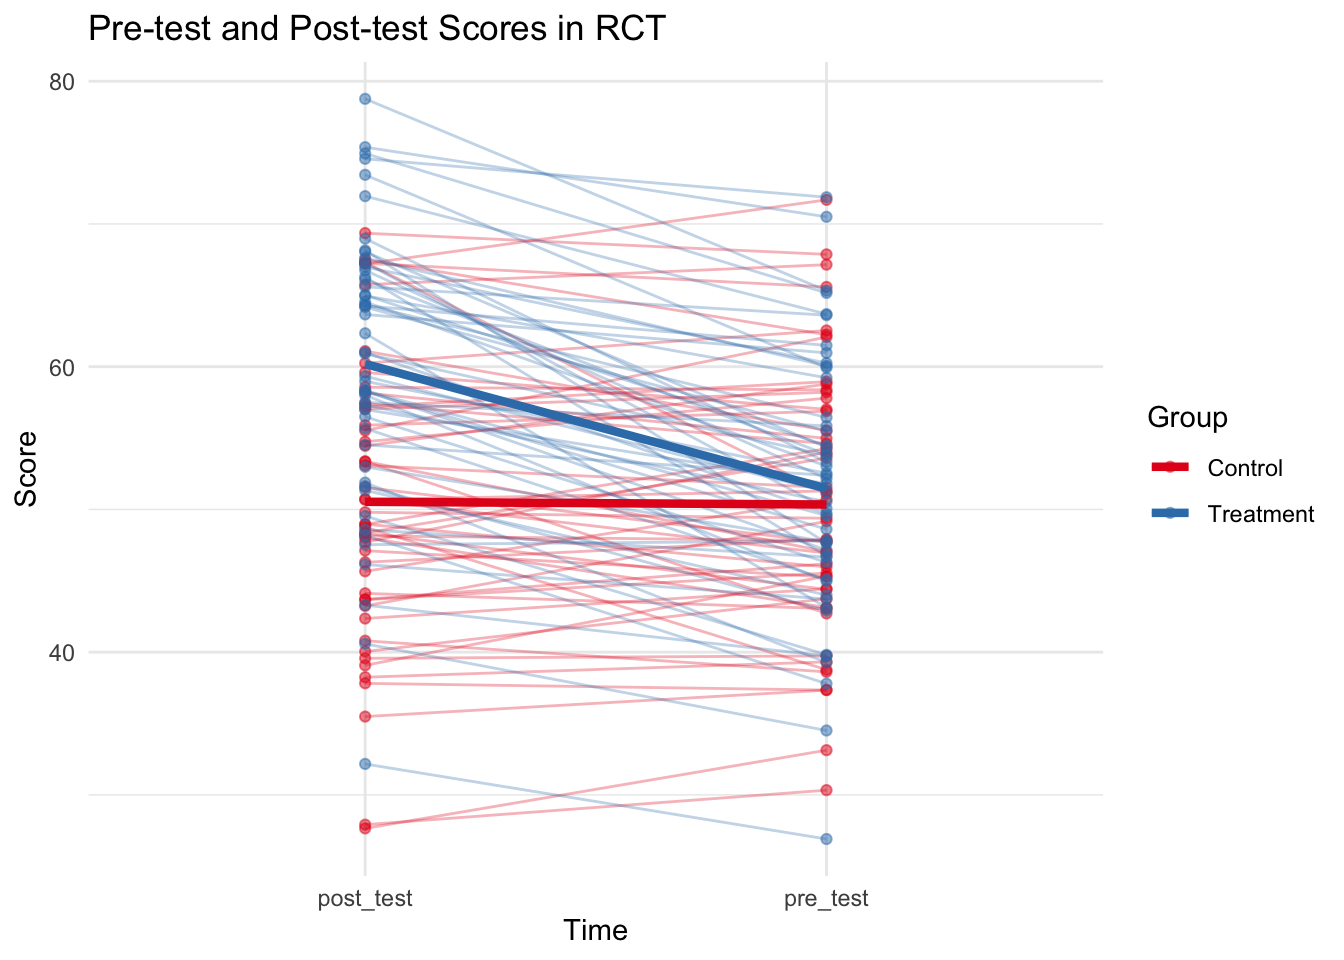 Pre-test and Post-test Scores in RCT
80
60
40
Score
post_test
pre_test
Time
Group
Control
Treatment